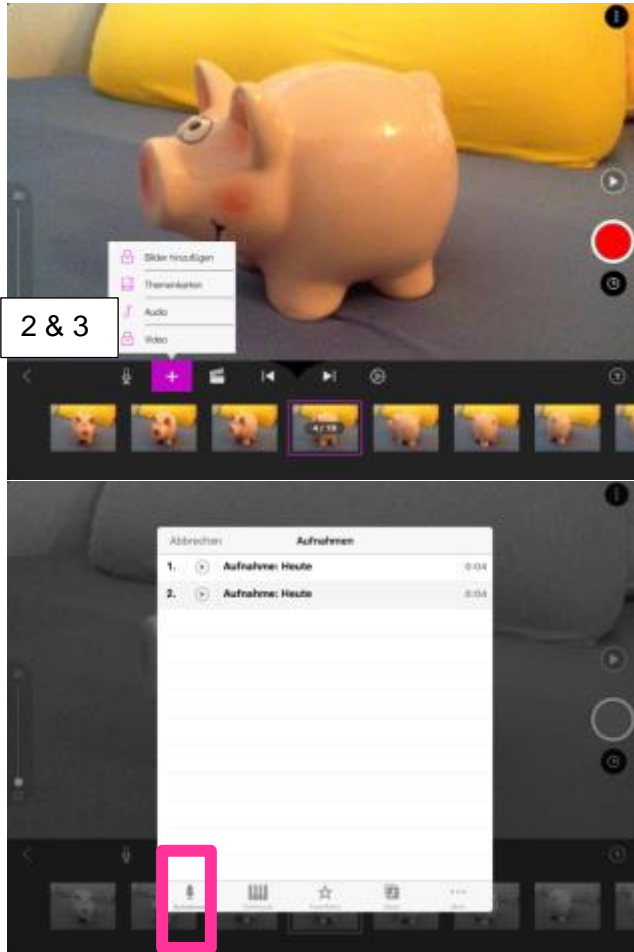 Bilder hinzufügen
Themenkarten
Audio
2 & 3
Video
4 / 19
Abbrechen
Aufnahmen
1. Aufnahme: Heute 0:04
2. Aufnahme: Heute 0:04